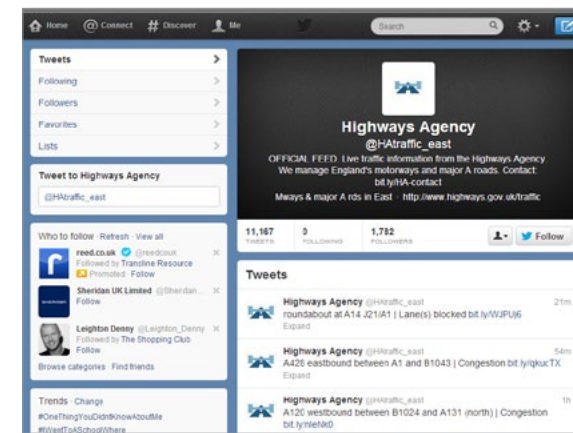 Home @ Connect # Discover Me Search
Tweets
Following
Followers
Favorites
Lists
Tweet to Highways Agency
@HAtraffic_east
Who to follow · Refresh · View all
reed.co.uk @reedcouk
Followed by Transline Resource
Promoted · Follow
Sheridan UK Limited @Sheridan...
Follow
Leighton Denny @Leighton_Denny
Followed by The Shopping Club
Follow
Browse categories · Find friends
Trends · Change
#OneThingYouDidntKnowAboutMe
#IWestToASchoolWhere
Highways Agency
@HAtraffic_east
OFFICIAL FEED. Live traffic information from the Highways Agency
We manage England's motorways and major A roads. Contact:
bit.ly/HA-contact
Mways & major A rds in East · http://www.highways.gov.uk/traffic
11,167 0 1,782
TWEETS FOLLOWING FOLLOWERS
Follow
Tweets
Highways Agency @HAtraffic_east 21m
roundabout at A14 J21/A1 | Lane(s) blocked bit.ly/WJPUj6
Expand
Highways Agency @HAtraffic_east 54m
A428 eastbound between A1 and B1043 | Congestion bit.ly/qkucTX
Expand
Highways Agency @HAtraffic_east 1h
A120 westbound between B1024 and A131 (north) | Congestion
bit.ly/nIeNk0